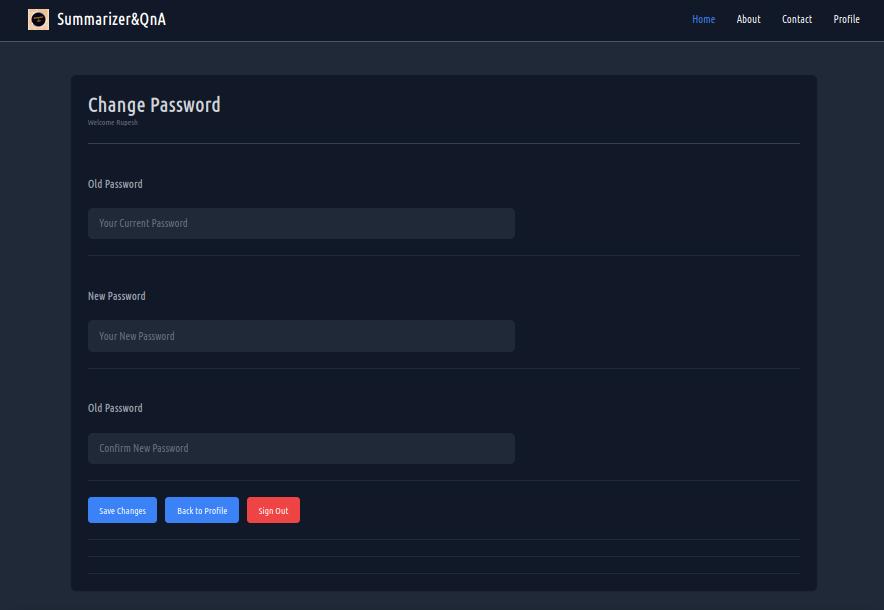 Summarizer&QnA
Home About Contact Profile
Change Password
Welcome Rupesh
Old Password
Your Current Password
New Password
Your New Password
Old Password
Confirm New Password
Save Changes Back to Profile Sign Out